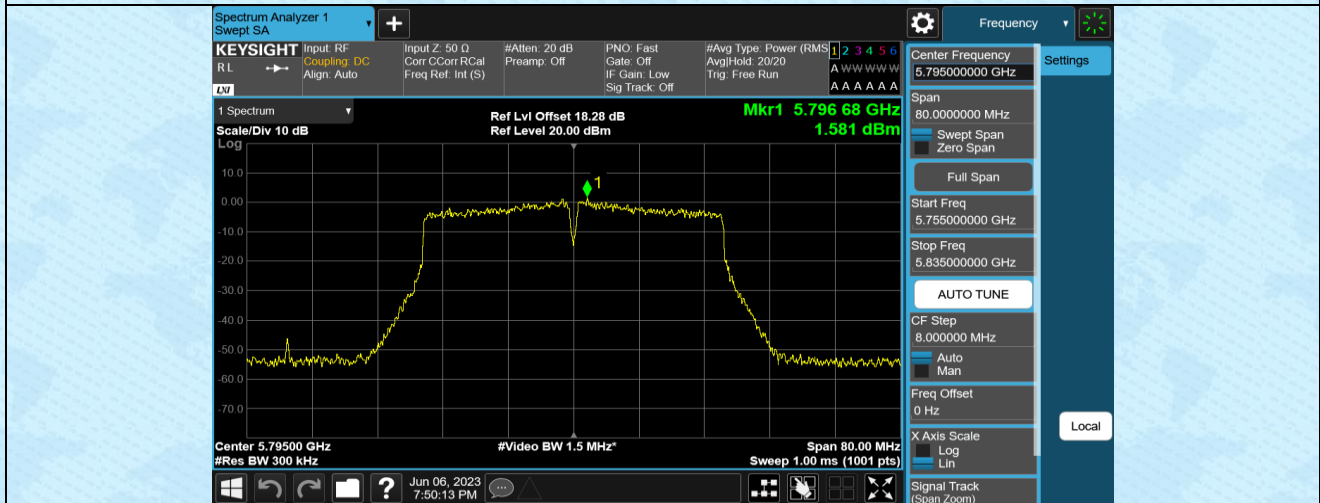 Spectrum Analyzer 1
Swept SA
+
Frequency
KEYSIGHT
RL
LXI
Input: RF
Coupling: DC
Align: Auto
Input Z: 50 Ω
Corr CCorr RCal
Freq Ref: Int (S)
#Atten: 20 dB
Preamp: Off
PNO: Fast
Gate: Off
IF Gain: Low
Sig Track: Off
#Avg Type: Power (RMS
Avg|Hold: 20/20
Trig: Free Run
1 2 3 4 5 6
A W W W W W
A A A A A A
1 Spectrum
Scale/Div 10 dB
Log
Ref Lvl Offset 18.28 dB
Ref Level 20.00 dBm
Mkr1 5.796 68 GHz
1.581 dBm
1
10.0
0.00
-10.0
-20.0
-30.0
-40.0
-50.0
-60.0
-70.0
Center 5.79500 GHz
#Res BW 300 kHz
#Video BW 1.5 MHz*
Span 80.00 MHz
Sweep 1.00 ms (1001 pts)
?
Jun 06, 2023
7:50:13 PM
Center Frequency
5.795000000 GHz
Span
80.0000000 MHz
Swept Span
Zero Span
Full Span
Start Freq
5.755000000 GHz
Stop Freq
5.835000000 GHz
AUTO TUNE
CF Step
8.000000 MHz
Auto
Man
Freq Offset
0 Hz
X Axis Scale
Log
Lin
Signal Track
(Span Zoom)
Settings
Local